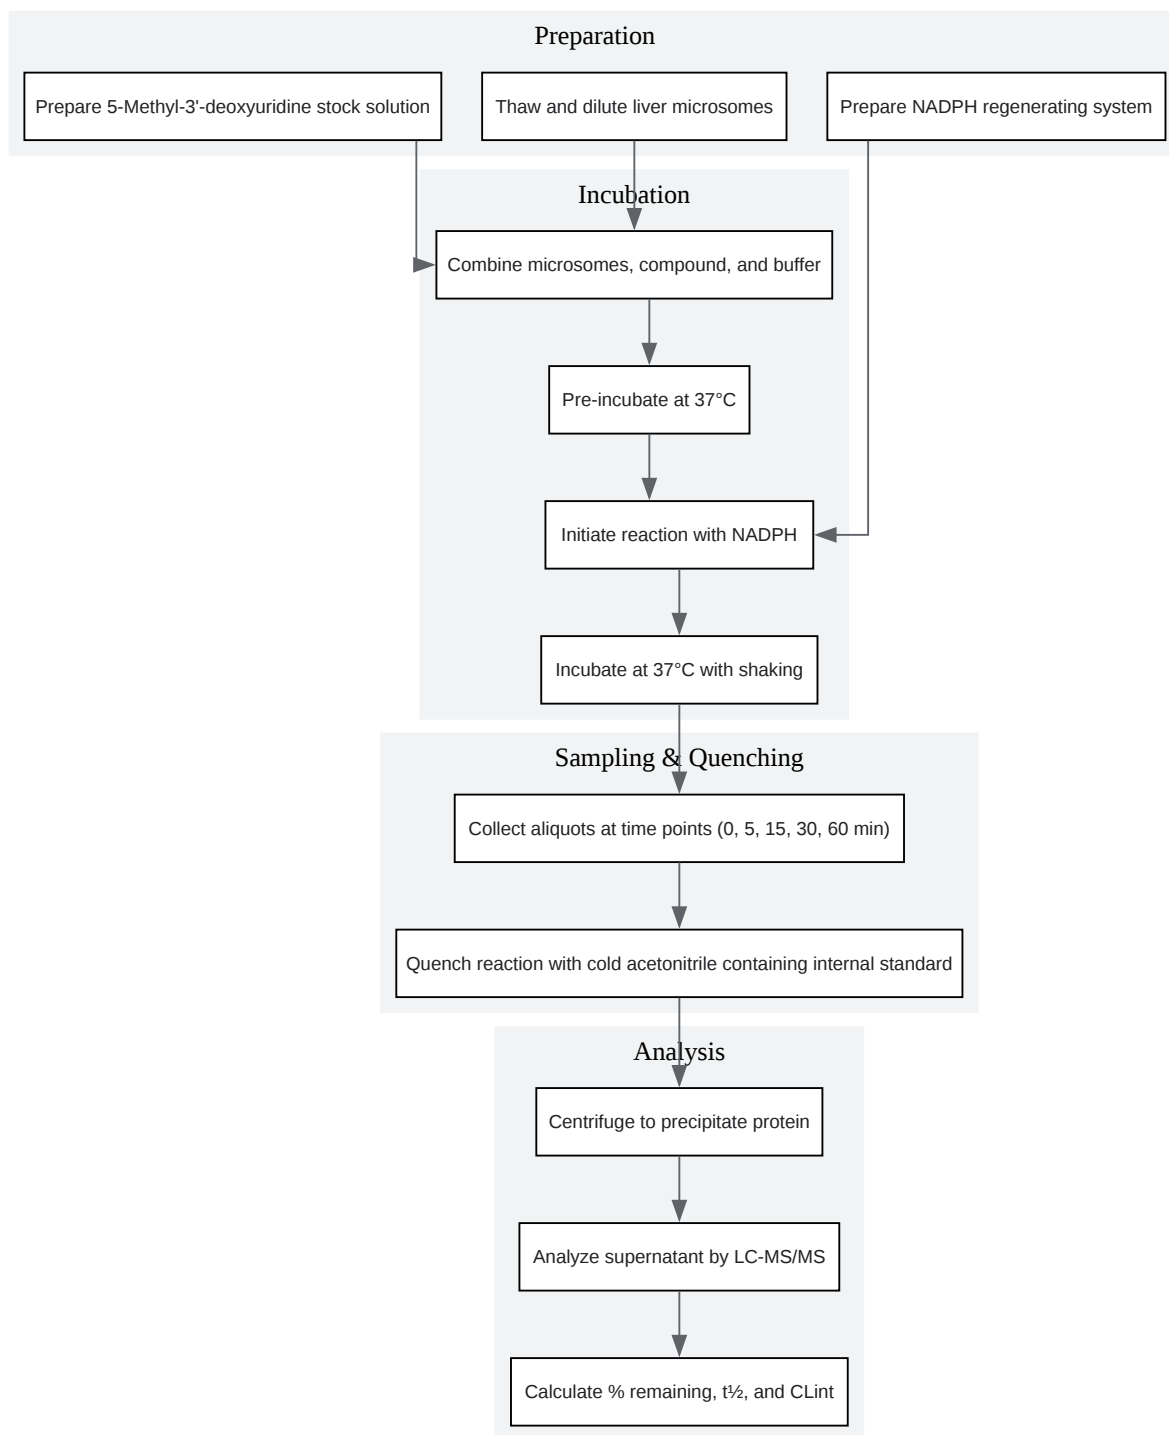 Preparation
Prepare 5-Methyl-3'-deoxyuridine stock solution
Thaw and dilute liver microsomes
Prepare NADPH regenerating system
Incubation
Combine microsomes, compound, and buffer
Pre-incubate at 37°C
Initiate reaction with NADPH
Incubate at 37°C with shaking
Sampling & Quenching
Collect aliquots at time points (0, 5, 15, 30, 60 min)
Quench reaction with cold acetonitrile containing internal standard
Analysis
Centrifuge to precipitate protein
Analyze supernatant by LC-MS/MS
Calculate % remaining, t½, and CLint